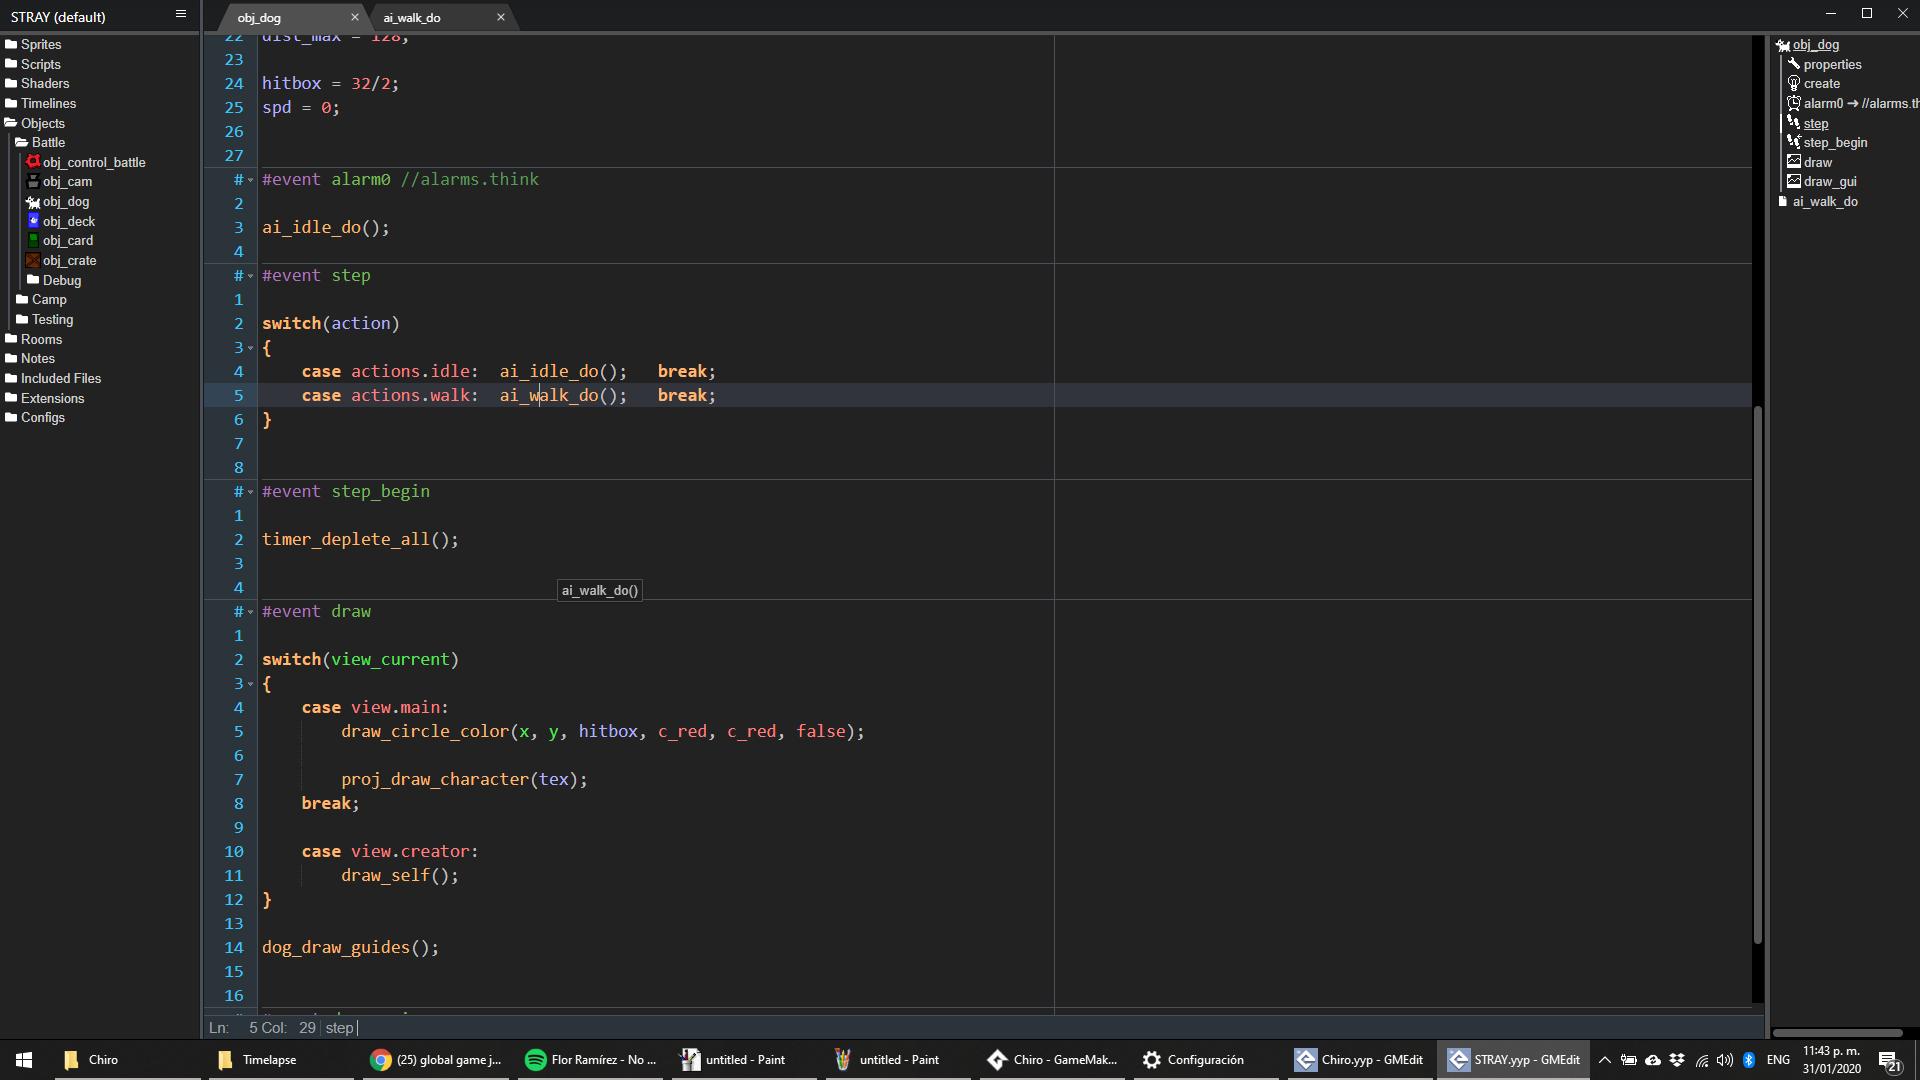 STRAY (default)
obj_dog
ai_walk_do
Sprites
Scripts
Shaders
Timelines
Objects
Battle
obj_control_battle
obj_cam
obj_dog
obj_deck
obj_card
obj_crate
Debug
Camp
Testing
Rooms
Notes
Included Files
Extensions
Configs
22 dist_max = 128;
23
24 hitbox = 32/2;
25 spd = 0;
26
27
# #event alarm0 //alarms.think
2
3 ai_idle_do();
4
# #event step
1
2 switch(action)
3 {
4 case actions.idle: ai_idle_do(); break;
5 case actions.walk: ai_walk_do(); break;
6 }
7
8
# #event step_begin
1
2 timer_deplete_all();
3
4
ai_walk_do()
# #event draw
1
2 switch(view_current)
3 {
4 case view.main:
5 draw_circle_color(x, y, hitbox, c_red, c_red, false);
6
7 proj_draw_character(tex);
8 break;
9
10 case view.creator:
11 draw_self();
12 }
13
14 dog_draw_guides();
15
16
Ln: 5 Col: 29 step
obj_dog
properties
create
alarm0 → //alarms.th
step
step_begin
draw
draw_gui
ai_walk_do
Chiro
Timelapse
(25) global game j...
Flor Ramírez - No ...
untitled - Paint
untitled - Paint
Chiro - GameMak...
Configuración
Chiro.yyp - GMEdit
STRAY.yyp - GMEdit
ENG
11:43 p. m.
31/01/2020
21